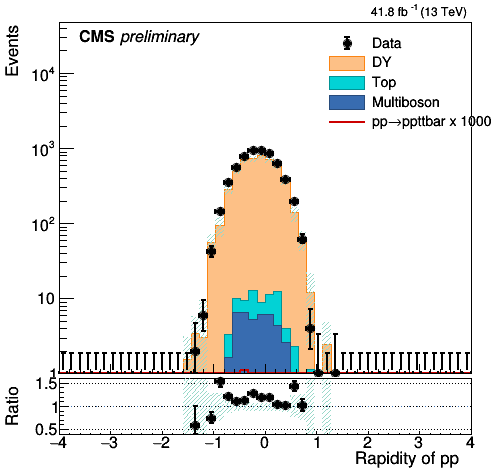 41.8 fb⁻¹ (13 TeV)
CMS preliminary
Events
Data
DY
Top
Multiboson
pp→ppttbar x 1000
10⁴
10³
10²
10
1
Ratio
1.5
1
0.5
−4 −3 −2 −1 0 1 2 3 4
Rapidity of pp